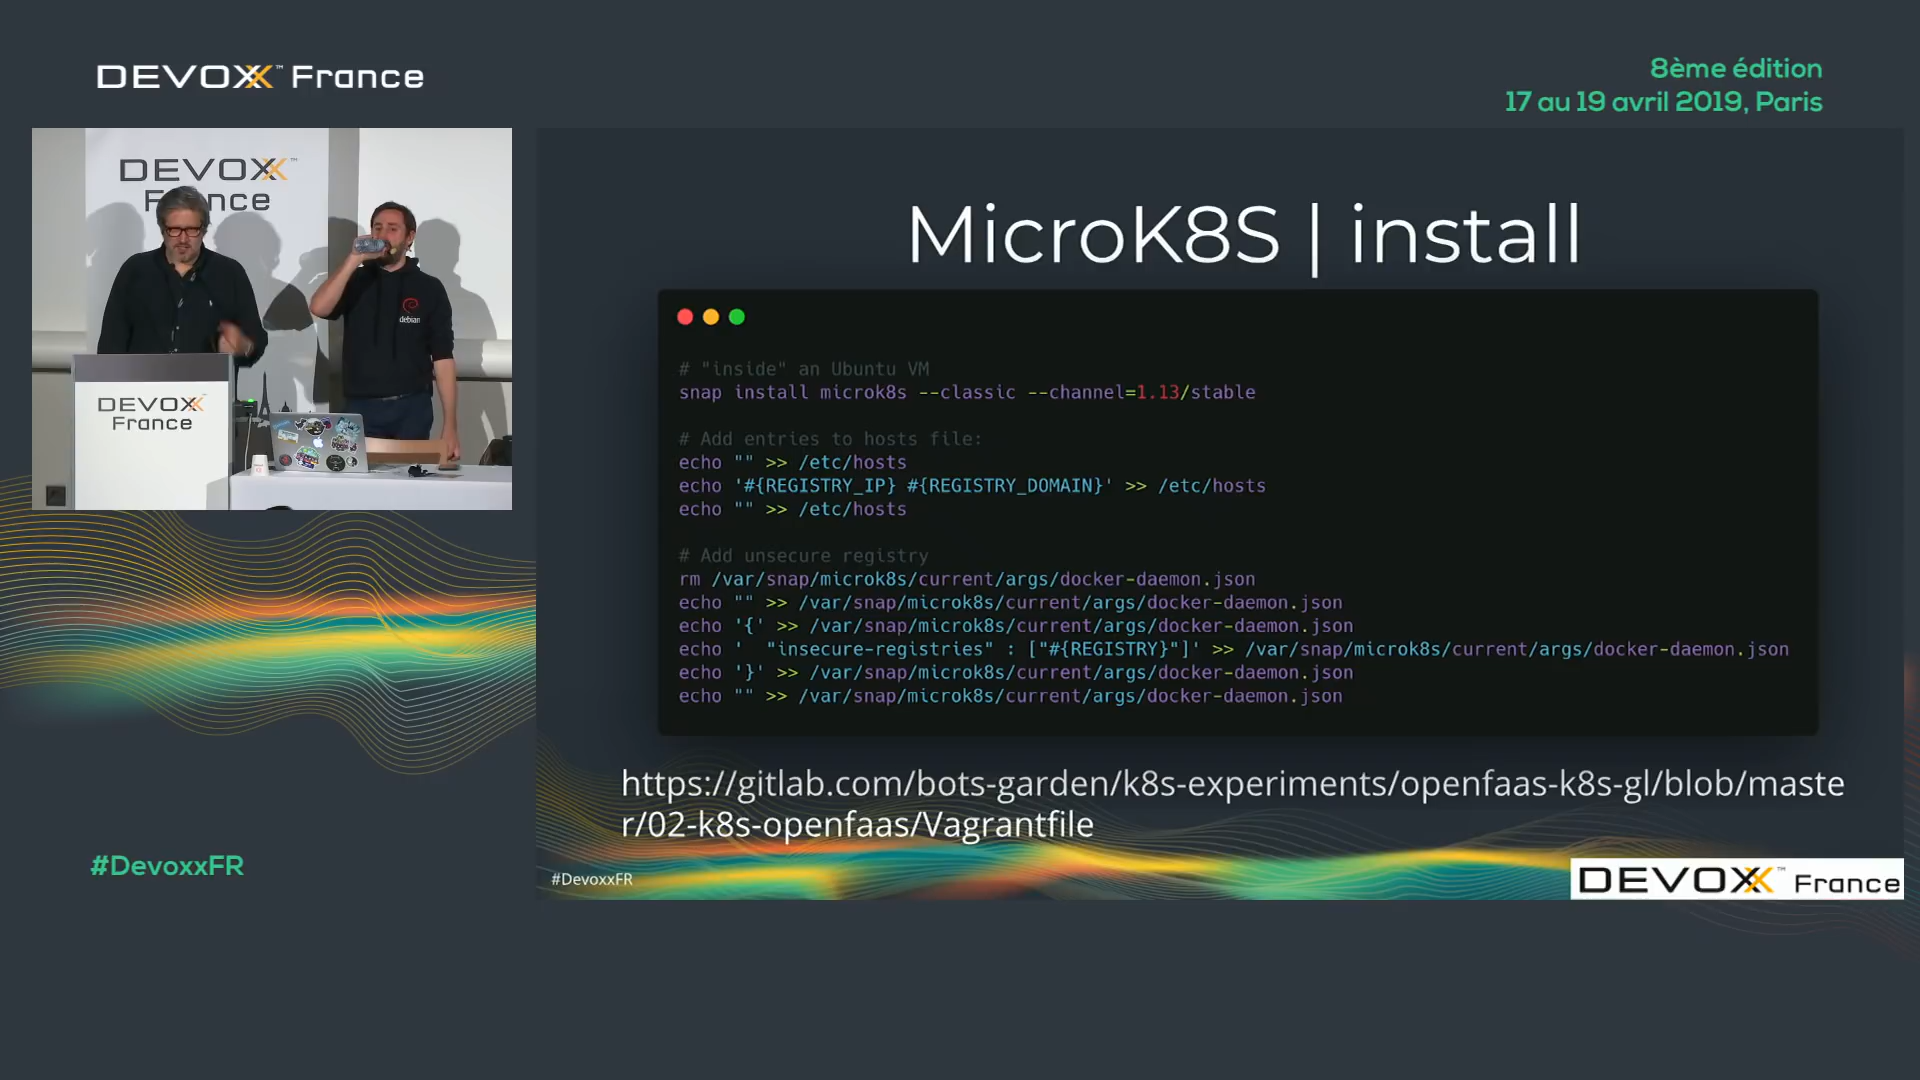 DEVOXX™ France
8ème édition
17 au 19 avril 2019, Paris
DEVOXX™
France
debian
DEVOXX
France
MicroK8S | install
# "inside" an Ubuntu VM
snap install microk8s --classic --channel=1.13/stable
# Add entries to hosts file:
echo "" >> /etc/hosts
echo '#{REGISTRY_IP} #{REGISTRY_DOMAIN}' >> /etc/hosts
echo "" >> /etc/hosts
# Add unsecure registry
rm /var/snap/microk8s/current/args/docker-daemon.json
echo "" >> /var/snap/microk8s/current/args/docker-daemon.json
echo '{' >> /var/snap/microk8s/current/args/docker-daemon.json
echo '  "insecure-registries" : ["#{REGISTRY}"]' >> /var/snap/microk8s/current/args/docker-daemon.json
echo '}' >> /var/snap/microk8s/current/args/docker-daemon.json
echo "" >> /var/snap/microk8s/current/args/docker-daemon.json
https://gitlab.com/bots-garden/k8s-experiments/openfaas-k8s-gl/blob/maste
r/02-k8s-openfaas/Vagrantfile
#DevoxxFR
#DevoxxFR
DEVOXX™ France